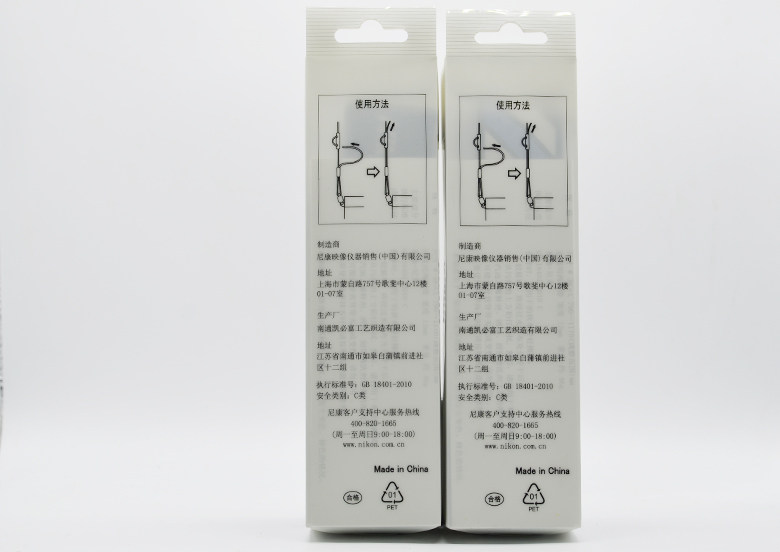 使用方法
制造商
尼康映像仪器销售(中国)有限公司
地址
上海市蒙自路757号歌斐中心12楼
01-07室
生产厂
南通凯必富工艺织造有限公司
地址
江苏省南通市如皋白蒲镇前进社
区十二组
执行标准号: GB 18401-2010
安全类别: C类
尼康客户支持中心服务热线
400-820-1665
(周一至周日9:00-18:00)
www.nikon.com.cn
Made in China
合格
01
PET
使用方法
制造商
尼康映像仪器销售(中国)有限公司
地址
上海市蒙自路757号歌斐中心12楼
01-07室
生产厂
南通凯必富工艺织造有限公司
地址
江苏省南通市如皋白蒲镇前进社
区十二组
执行标准号: GB 18401-2010
安全类别: C类
尼康客户支持中心服务热线
400-820-1665
(周一至周日9:00-18:00)
www.nikon.com.cn
Made in China
合格
01
PET